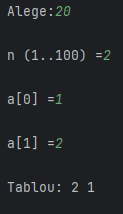 Alege:20
n (1..100) =2
a[0] =1
a[1] =2
Tablou: 2 1